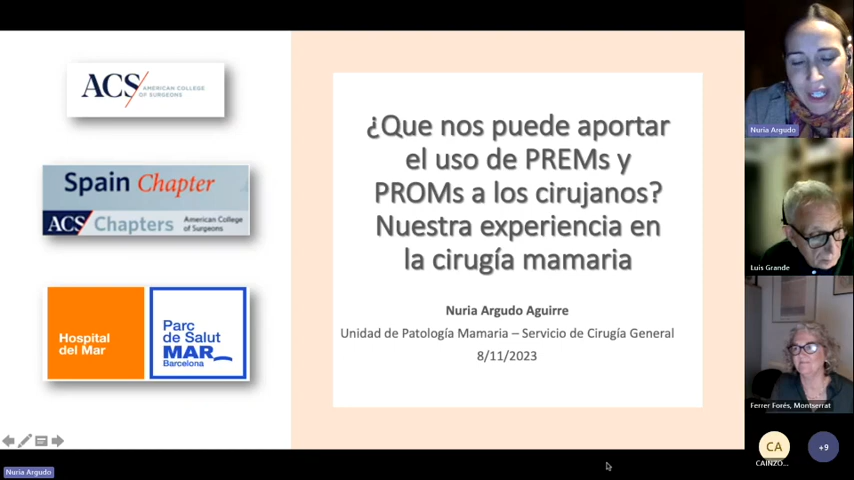 ACS AMERICAN COLLEGE
OF SURGEONS
Spain Chapter
ACS Chapters American College
of Surgeons
Hospital
del Mar
Parc
de Salut
MAR
Barcelona
¿Que nos puede aportar
el uso de PREMs y
PROMs a los cirujanos?
Nuestra experiencia en
la cirugía mamaria
Nuria Argudo Aguirre
Unidad de Patología Mamaria – Servicio de Cirugía General
8/11/2023
Nuria Argudo
Luis Grande
Ferrer Forés, Montserrat
CA
CAINZO...
+9
Nuria Argudo